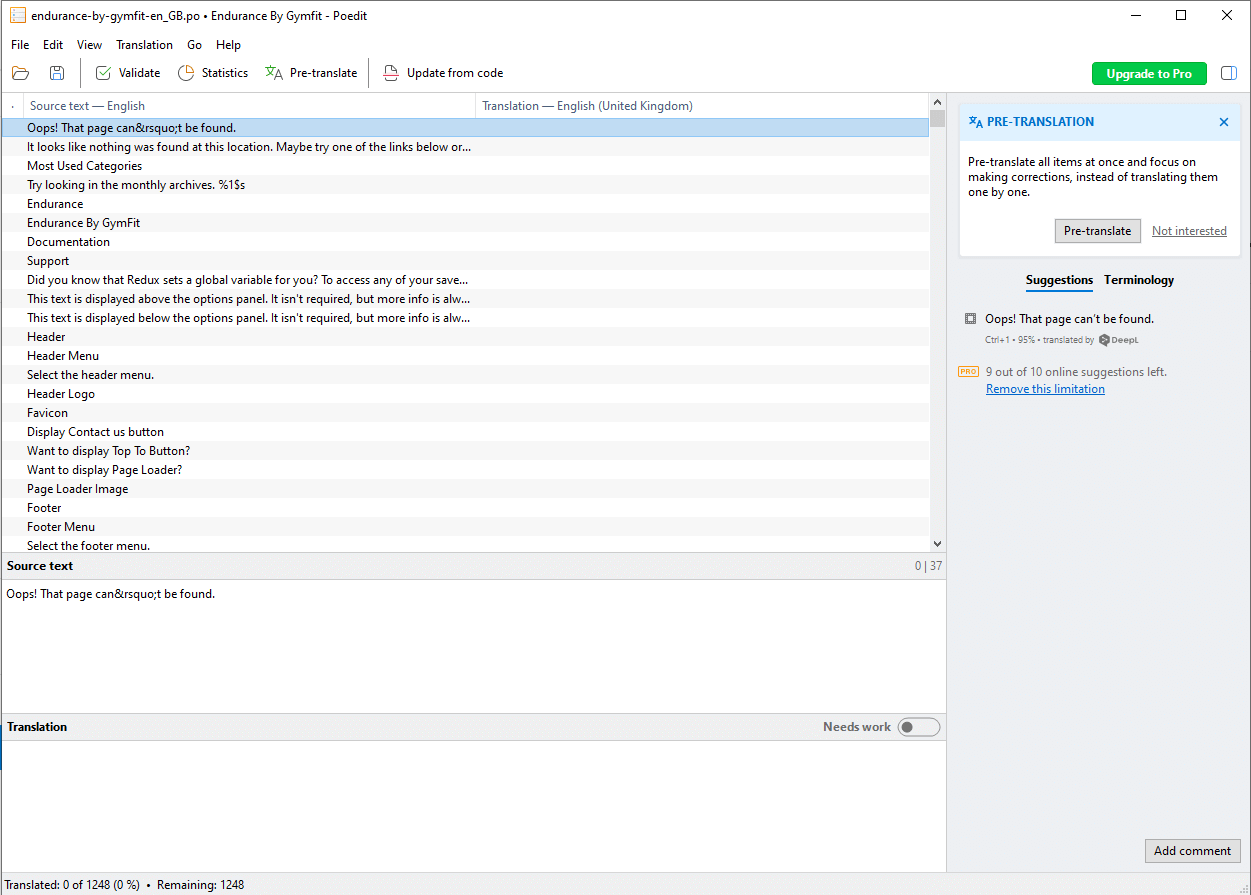 endurance-by-gymfit-en_GB.po • Endurance By Gymfit - Poedit
File Edit View Translation Go Help
Validate Statistics Pre-translate Update from code Upgrade to Pro
Source text — English Translation — English (United Kingdom)
Oops! That page can&rsquo;t be found.
It looks like nothing was found at this location. Maybe try one of the links below or...
Most Used Categories
Try looking in the monthly archives. %1$s
Endurance
Endurance By GymFit
Documentation
Support
Did you know that Redux sets a global variable for you? To access any of your save...
This text is displayed above the options panel. It isn't required, but more info is alw...
This text is displayed below the options panel. It isn't required, but more info is alw...
Header
Header Menu
Select the header menu.
Header Logo
Favicon
Display Contact us button
Want to display Top To Button?
Want to display Page Loader?
Page Loader Image
Footer
Footer Menu
Select the footer menu.
Source text 0 | 37
Oops! That page can&rsquo;t be found.
Translation Needs work
PRE-TRANSLATION
Pre-translate all items at once and focus on
making corrections, instead of translating them
one by one.
Pre-translate Not interested
Suggestions Terminology
Oops! That page can't be found.
Ctrl+1 • 95% • translated by DeepL
PRO 9 out of 10 online suggestions left.
Remove this limitation
Add comment
Translated: 0 of 1248 (0 %) • Remaining: 1248